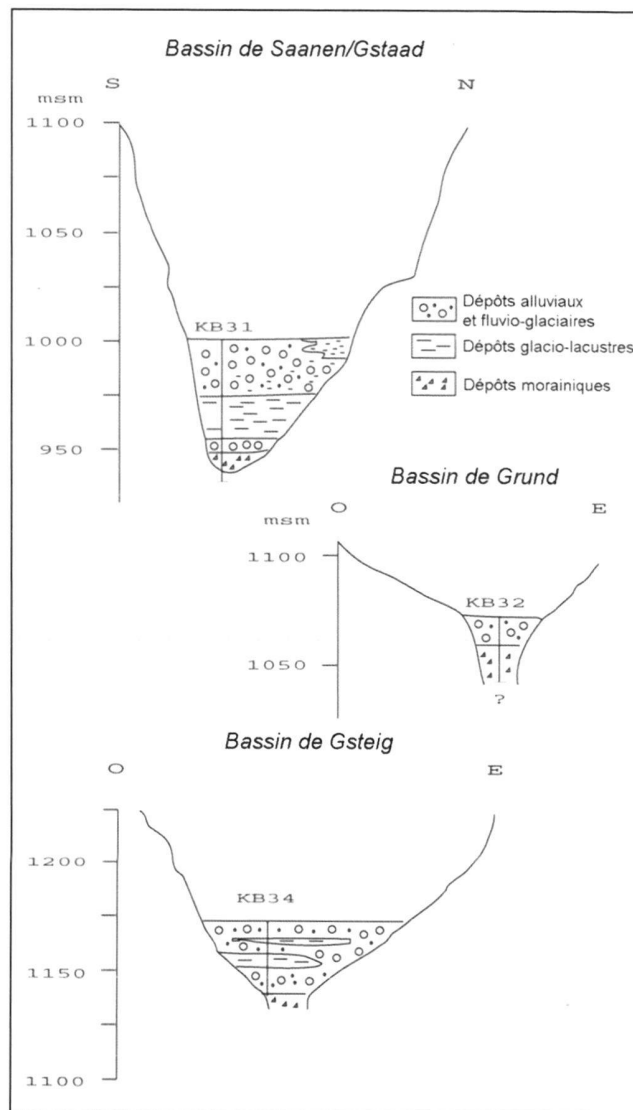 Bassin de Saanen/Gstaad
S N
msm
1100
1050
1000
950
KB31
Dépôts alluviaux
et fluvio-glaciaires
Dépôts glacio-lacustres
Dépôts morainiques
Bassin de Grund
O E
msm
1100
1050
KB32
?
Bassin de Gsteig
O E
1200
1150
1100
KB34